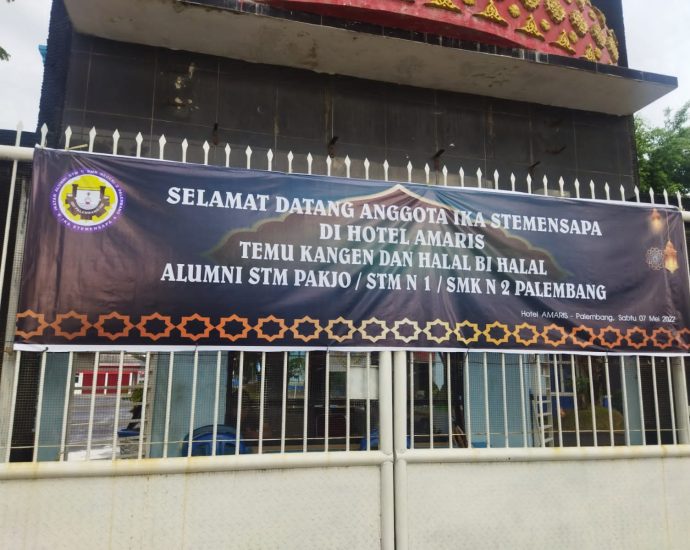 SELAMAT DATANG ANGGOTA IKA STEMENSAPA
DI HOTEL AMARIS
TEMU KANGEN DAN HALAL BI HALAL
ALUMNI STM PAKJO / STM N 1 / SMK N 2 PALEMBANG
Hotel AMARIS - Palembang, Sabtu 07 Mei 2022